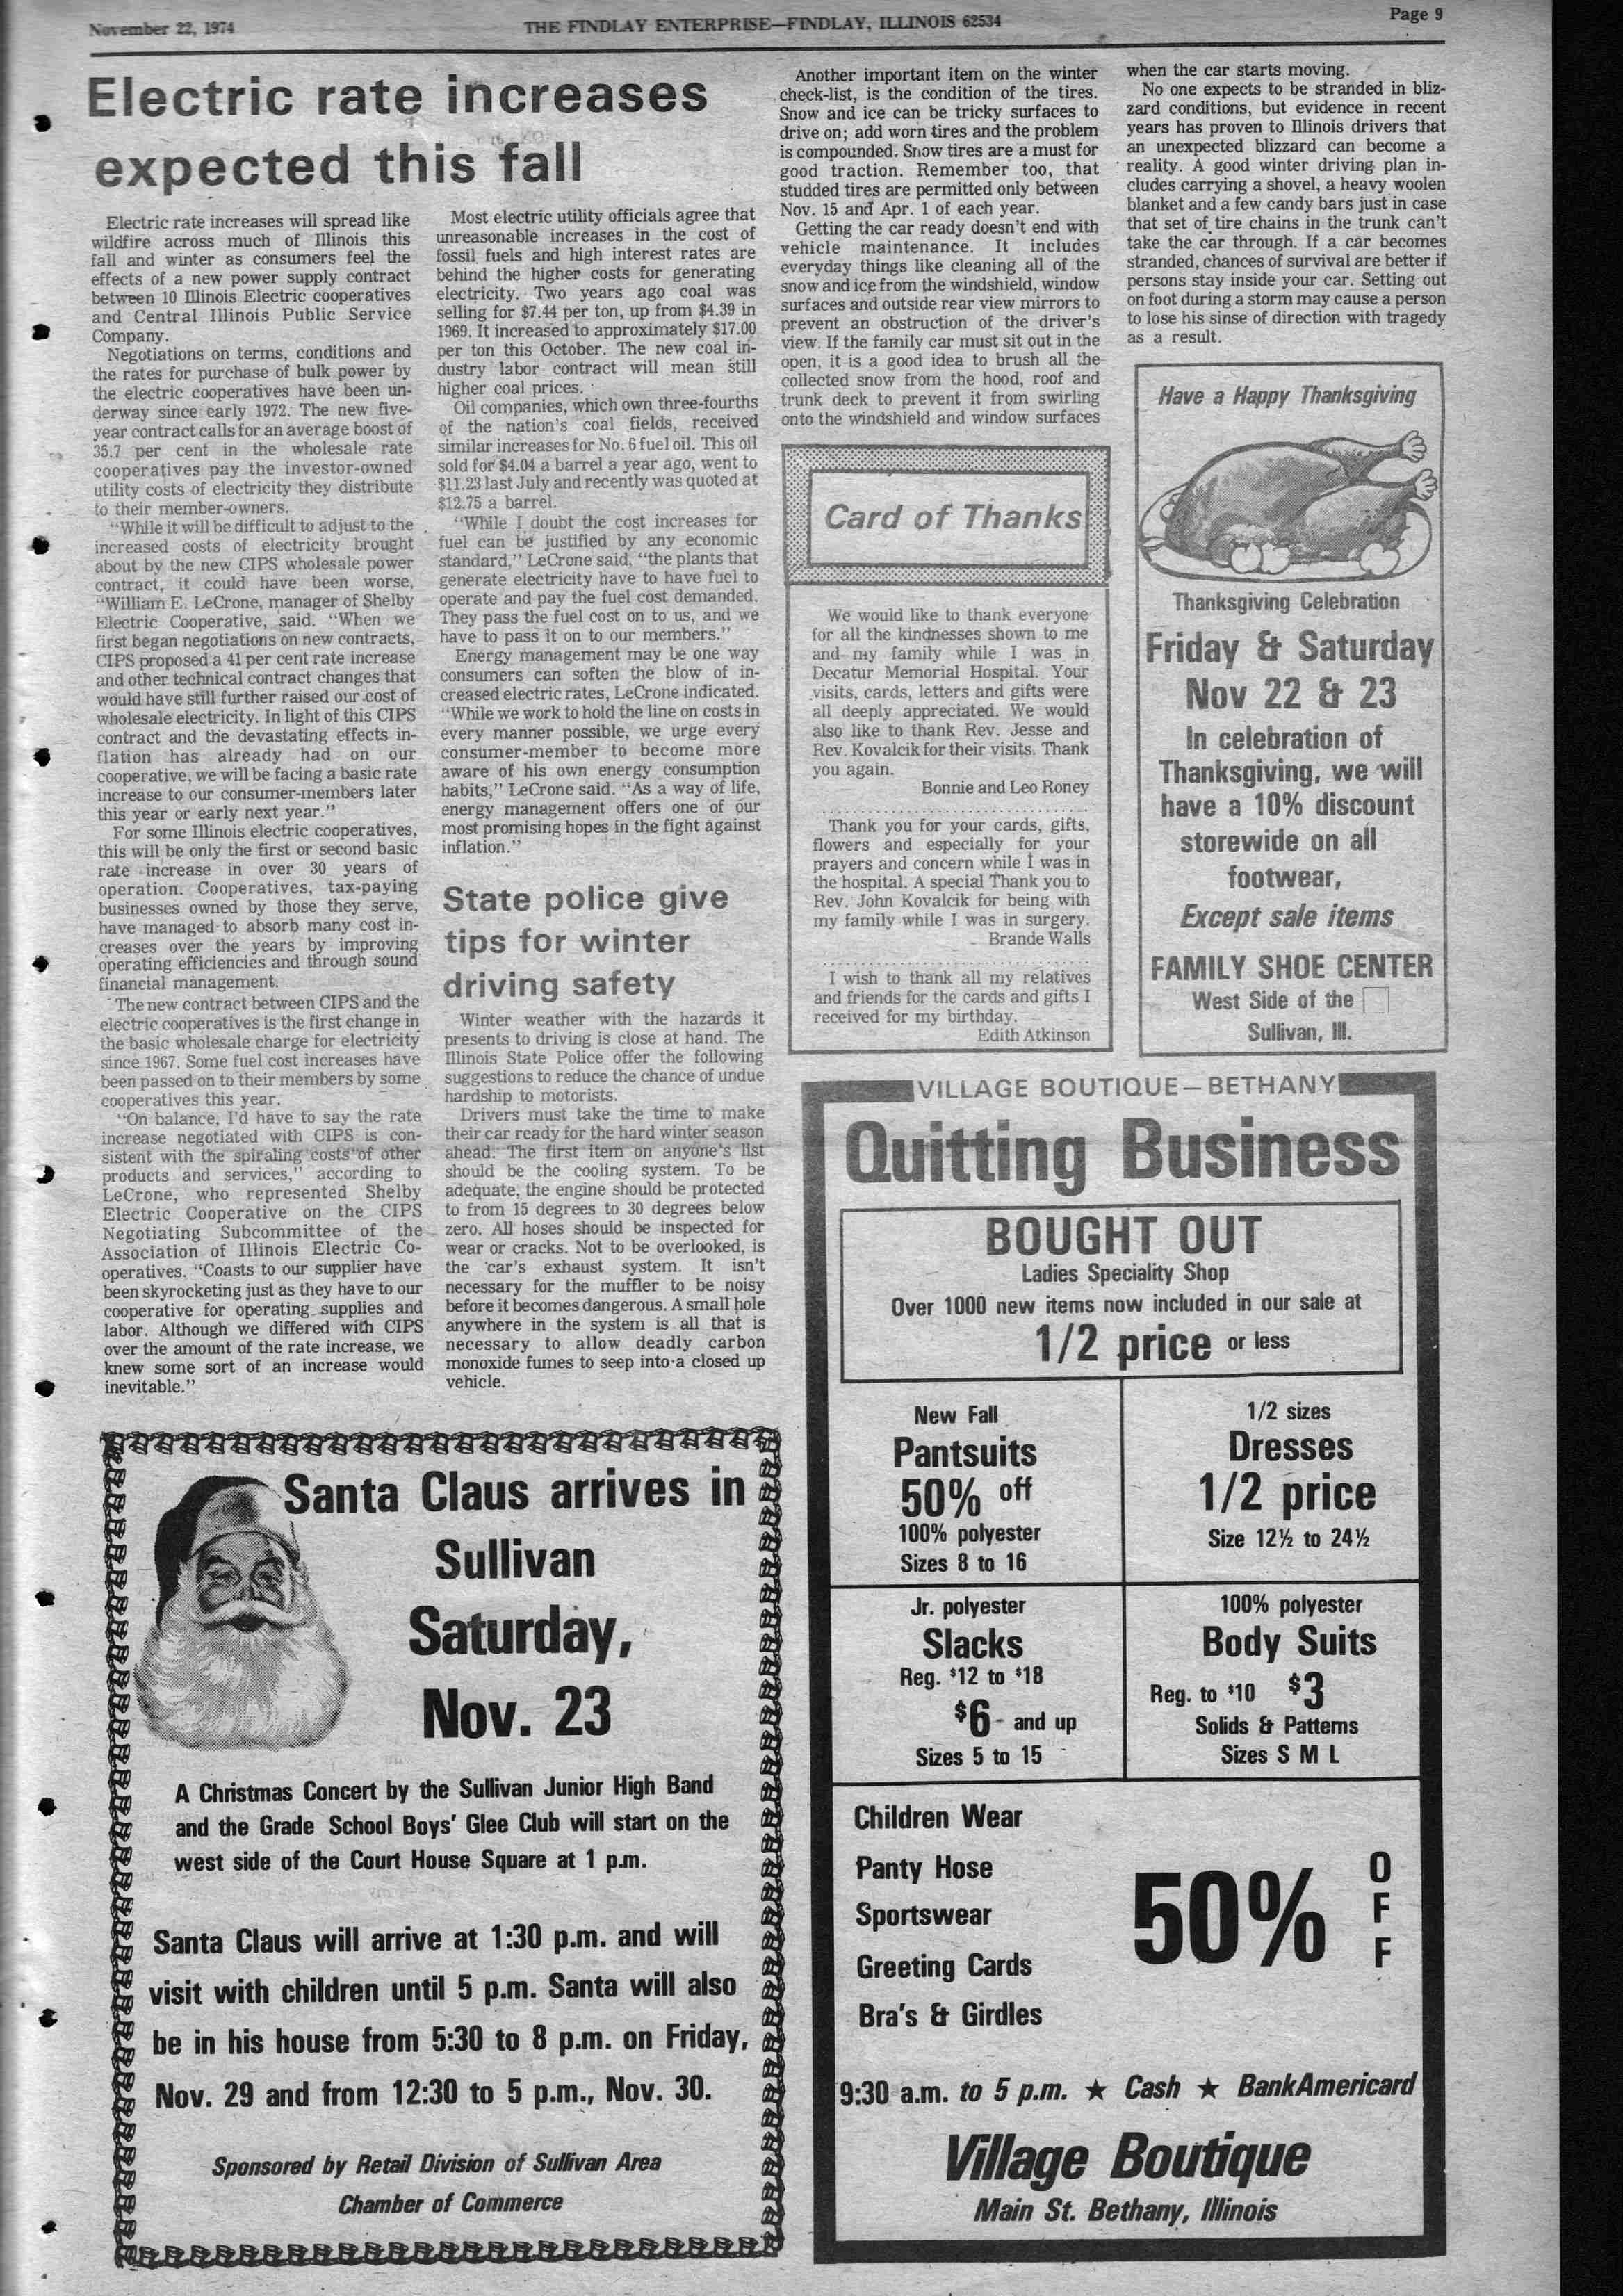 November 22, 1974
THE FINDLAY ENTERPRISE—FINDLAY, ILLINOIS 62534
Page 9
Electric rate increases
expected this fall
Electric rate increases will spread like
wildfire across much of Illinois this
fall and winter as consumers feel the
effects of a new power supply contract
between 10 Illinois Electric cooperatives
and Central Illinois Public Service
Company.
Negotiations on terms, conditions and
the rates for purchase of bulk power by
the electric cooperatives have been un-
derway since early 1972. The new five-
year contract calls for an average boost of
35.7 per cent in the wholesale rate
cooperatives pay the investor-owned
utility costs of electricity they distribute
to their member-owners.
"While it will be difficult to adjust to the
increased costs of electricity brought
about by the new CIPS wholesale power
contract, it could have been worse,
"William E. LeCrone, manager of Shelby
Electric Cooperative, said. "When we
first began negotiations on new contracts,
CIPS proposed a 41 per cent rate increase
and other technical contract changes that
would have still further raised our cost of
wholesale electricity. In light of this CIPS
contract and the devastating effects in-
flation has already had on our
cooperative, we will be facing a basic rate
increase to our consumer-members later
this year or early next year."
For some Illinois electric cooperatives,
this will be only the first or second basic
rate increase in over 30 years of
operation. Cooperatives, tax-paying
businesses owned by those they serve,
have managed to absorb many cost in-
creases over the years by improving
operating efficiencies and through sound
financial management.
The new contract between CIPS and the
electric cooperatives is the first change in
the basic wholesale charge for electricity
since 1967. Some fuel cost increases have
been passed on to their members by some
cooperatives this year.
"On balance, I'd have to say the rate
increase negotiated with CIPS is con-
sistent with the spiraling costs of other
products and services," according to
LeCrone, who represented Shelby
Electric Cooperative on the CIPS
Negotiating Subcommittee of the
Association of Illinois Electric Co-
operatives. "Coasts to our supplier have
been skyrocketing just as they have to our
cooperative for operating supplies and
labor. Although we differed with CIPS
over the amount of the rate increase, we
knew some sort of an increase would
inevitable."
Most electric utility officials agree that
unreasonable increases in the cost of
fossil fuels and high interest rates are
behind the higher costs for generating
electricity. Two years ago coal was
selling for $7.44 per ton, up from $4.39 in
1969. It increased to approximately $17.00
per ton this October. The new coal in-
dustry labor contract will mean still
higher coal prices.
Oil companies, which own three-fourths
of the nation's coal fields, received
similar increases for No. 6 fuel oil. This oil
sold for $4.04 a barrel a year ago, went to
$11.23 last July and recently was quoted at
$12.75 a barrel.
"While I doubt the cost increases for
fuel can be justified by any economic
standard," LeCrone said, "the plants that
generate electricity have to have fuel to
operate and pay the fuel cost demanded.
They pass the fuel cost on to us, and we
have to pass it on to our members."
Energy management may be one way
consumers can soften the blow of in-
creased electric rates, LeCrone indicated.
"While we work to hold the line on costs in
every manner possible, we urge every
consumer-member to become more
aware of his own energy consumption
habits," LeCrone said. "As a way of life,
energy management offers one of our
most promising hopes in the fight against
inflation."
State police give
tips for winter
driving safety
Winter weather with the hazards it
presents to driving is close at hand. The
Illinois State Police offer the following
suggestions to reduce the chance of undue
hardship to motorists.
Drivers must take the time to make
their car ready for the hard winter season
ahead. The first item on anyone's list
should be the cooling system. To be
adequate, the engine should be protected
to from 15 degrees to 30 degrees below
zero. All hoses should be inspected for
wear or cracks. Not to be overlooked, is
the car's exhaust system. It isn't
necessary for the muffler to be noisy
before it becomes dangerous. A small hole
anywhere in the system is all that is
necessary to allow deadly carbon
monoxide fumes to seep into a closed up
vehicle.
Another important item on the winter
check-list, is the condition of the tires.
Snow and ice can be tricky surfaces to
drive on; add worn tires and the problem
is compounded. Snow tires are a must for
good traction. Remember too, that
studded tires are permitted only between
Nov. 15 and Apr. 1 of each year.
Getting the car ready doesn't end with
vehicle maintenance. It includes
everyday things like cleaning all of the
snow and ice from the windshield, window
surfaces and outside rear view mirrors to
prevent an obstruction of the driver's
view. If the family car must sit out in the
open, it is a good idea to brush all the
collected snow from the hood, roof and
trunk deck to prevent it from swirling
onto the windshield and window surfaces
when the car starts moving.
No one expects to be stranded in bliz-
zard conditions, but evidence in recent
years has proven to Illinois drivers that
an unexpected blizzard can become a
reality. A good winter driving plan in-
cludes carrying a shovel, a heavy woolen
blanket and a few candy bars just in case
that set of tire chains in the trunk can't
take the car through. If a car becomes
stranded, chances of survival are better if
persons stay inside your car. Setting out
on foot during a storm may cause a person
to lose his sinse of direction with tragedy
as a result.
Card of Thanks
We would like to thank everyone
for all the kindnesses shown to me
and my family while I was in
Decatur Memorial Hospital. Your
visits, cards, letters and gifts were
all deeply appreciated. We would
also like to thank Rev. Jesse and
Rev. Kovalcik for their visits. Thank
you again.
Bonnie and Leo Roney
Thank you for your cards, gifts,
flowers and especially for your
prayers and concern while I was in
the hospital. A special Thank you to
Rev. John Kovalcik for being with
my family while I was in surgery.
Brande Walls
I wish to thank all my relatives
and friends for the cards and gifts I
received for my birthday.
Edith Atkinson
Have a Happy Thanksgiving
Thanksgiving Celebration
Friday & Saturday
Nov 22 & 23
In celebration of
Thanksgiving, we will
have a 10% discount
storewide on all
footwear,
Except sale items
FAMILY SHOE CENTER
West Side of the □
Sullivan, Ill.
Santa Claus arrives in
Sullivan
Saturday,
Nov. 23
A Christmas Concert by the Sullivan Junior High Band
and the Grade School Boys' Glee Club will start on the
west side of the Court House Square at 1 p.m.
Santa Claus will arrive at 1:30 p.m. and will
visit with children until 5 p.m. Santa will also
be in his house from 5:30 to 8 p.m. on Friday,
Nov. 29 and from 12:30 to 5 p.m., Nov. 30.
Sponsored by Retail Division of Sullivan Area
Chamber of Commerce
VILLAGE BOUTIQUE—BETHANY
Quitting Business
BOUGHT OUT
Ladies Speciality Shop
Over 1000 new items now included in our sale at
1/2 price or less
New Fall
Pantsuits
50% off
100% polyester
Sizes 8 to 16
1/2 sizes
Dresses
1/2 price
Size 12½ to 24½
Jr. polyester
Slacks
Reg. $12 to $18
$6 - and up
Sizes 5 to 15
100% polyester
Body Suits
Reg. to $10 $3
Solids & Patterns
Sizes S M L
Children Wear
Panty Hose
Sportswear
Greeting Cards
Bra's & Girdles
50% OFF
9:30 a.m. to 5 p.m. ★ Cash ★ BankAmericard
Village Boutique
Main St. Bethany, Illinois